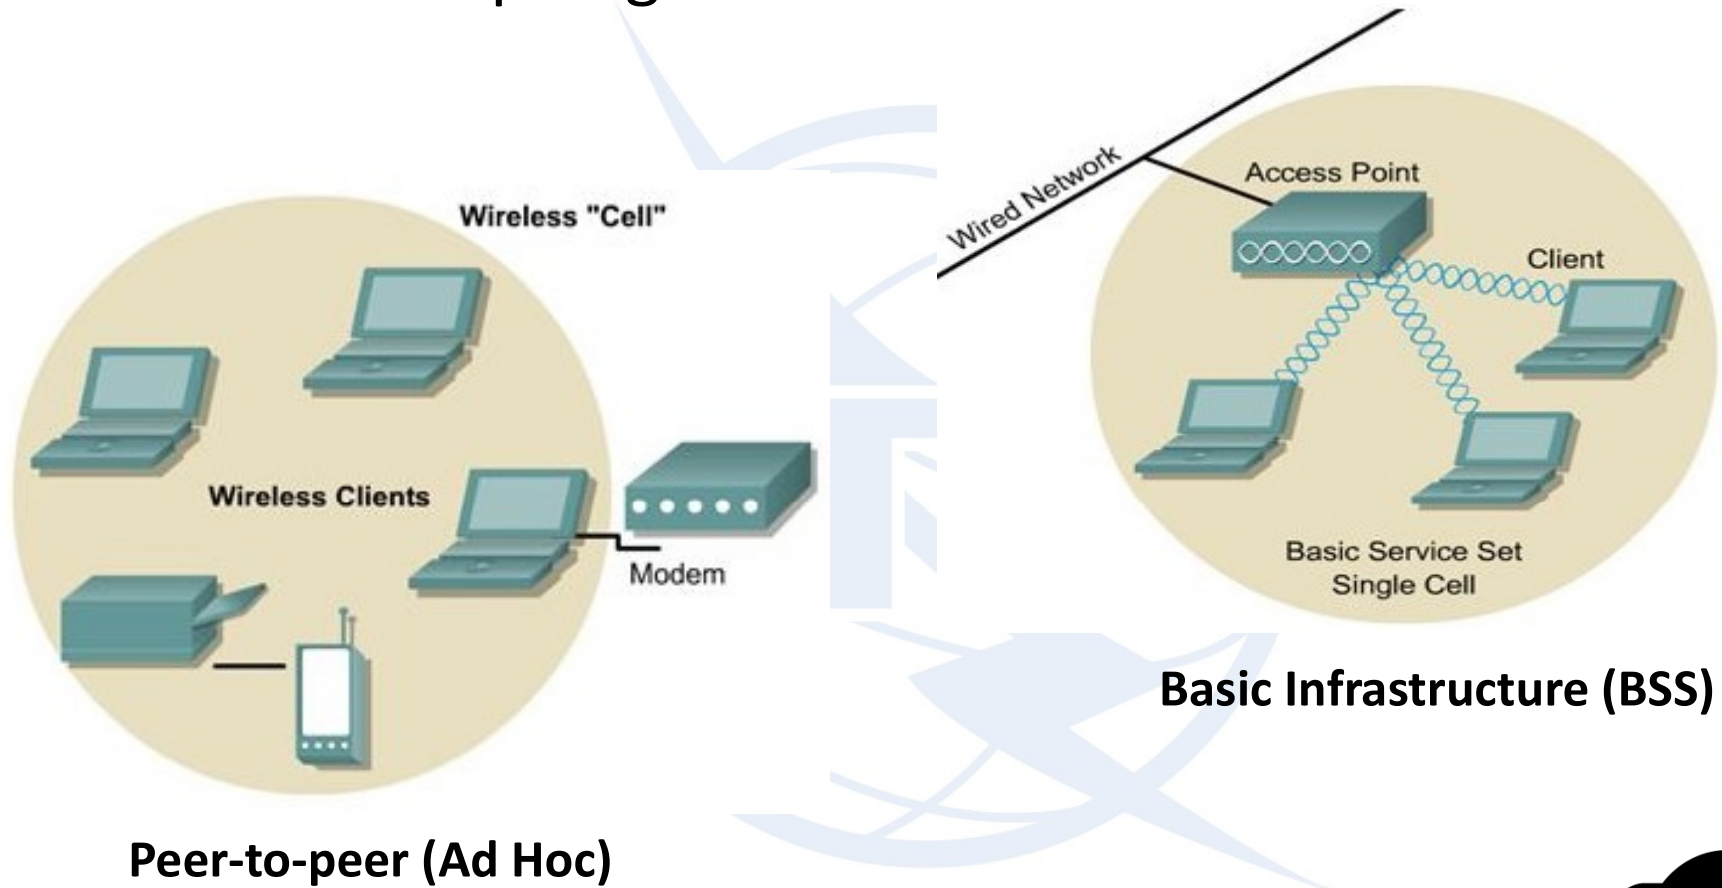 Wireless "Cell"
Wireless Clients
Modem
Peer-to-peer (Ad Hoc)
Wired Network
Access Point
Client
Basic Service Set
Single Cell
Basic Infrastructure (BSS)